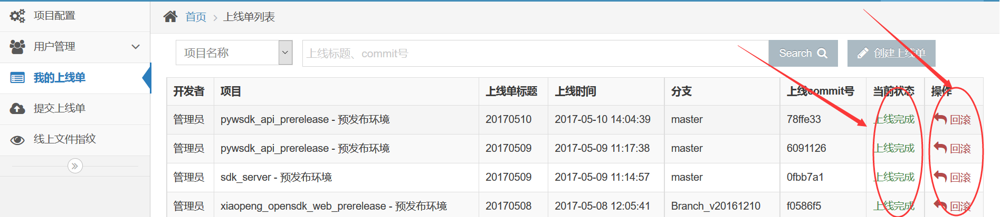 项目配置
用户管理
我的上线单
提交上线单
线上文件指纹
首页 > 上线单列表
项目名称 上线标题、commit号 Search 创建上线单
开发者 项目 上线单标题 上线时间 分支 上线commit号 当前状态 操作
管理员 pywsdk_api_prerelease - 预发布环境 20170510 2017-05-10 14:04:39 master 78ffe33 上线完成 回滚
管理员 pywsdk_api_prerelease - 预发布环境 20170509 2017-05-09 11:17:38 master 6091126 上线完成 回滚
管理员 sdk_server - 预发布环境 20170509 2017-05-09 11:14:57 master 0fbb7a1 上线完成 回滚
管理员 xiaopeng_opensdk_web_prerelease - 预发布环境 20170508 2017-05-08 12:05:41 Branch_v20161210 f0586f5 上线完成 回滚